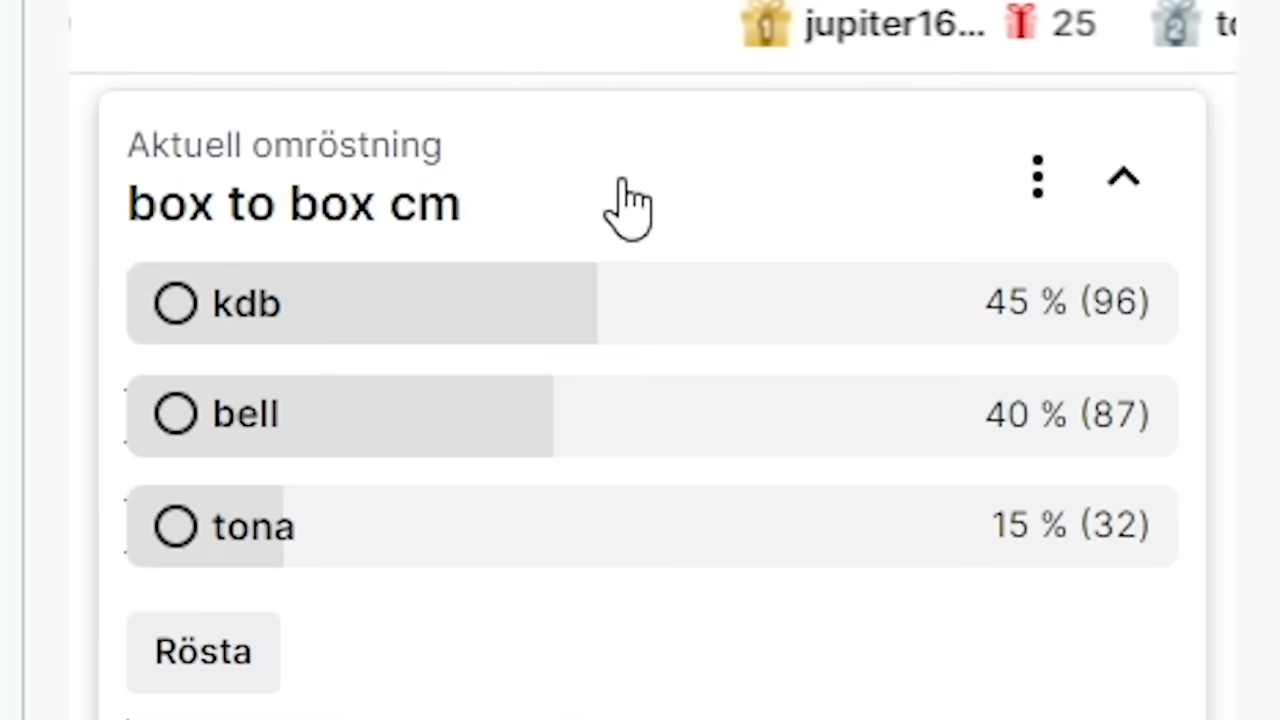 jupiter16... 25
Aktuell omröstning
box to box cm
kdb 45 % (96)
bell 40 % (87)
tona 15 % (32)
Rösta